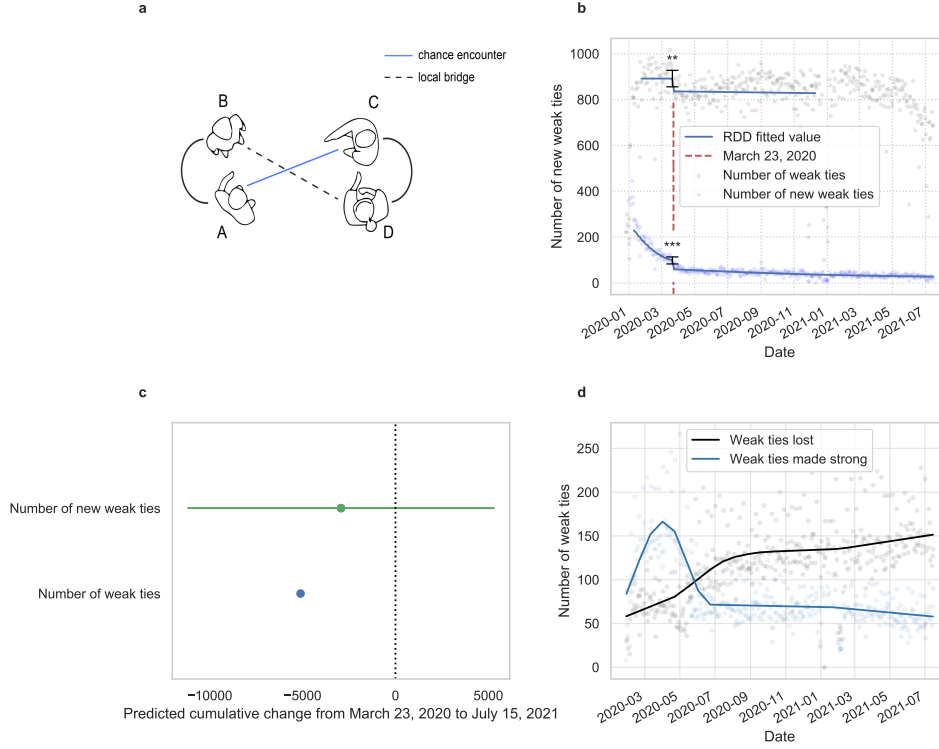 a
chance encounter
local bridge
B
C
A
D
b
1000
800
600
400
200
0
Number of new weak ties
**
***
RDD fitted value
March 23, 2020
Number of weak ties
Number of new weak ties
2020-01
2020-03
2020-05
2020-07
2020-09
2020-11
2021-01
2021-03
2021-05
2021-07
Date
c
Number of new weak ties
Number of weak ties
−10000
−5000
0
5000
Predicted cumulative change from March 23, 2020 to July 15, 2021
d
250
200
150
100
50
0
Number of weak ties
Weak ties lost
Weak ties made strong
2020-03
2020-05
2020-07
2020-09
2020-11
2021-01
2021-03
2021-05
2021-07
Date